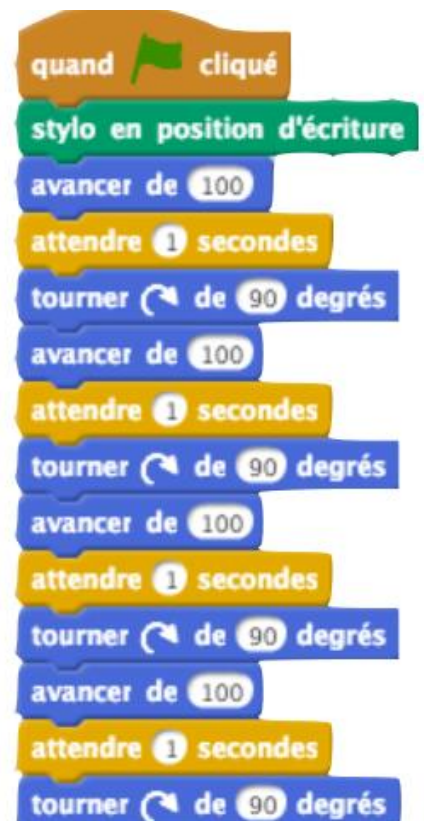 quand cliqué
stylo en position d'écriture
avancer de 100
attendre 1 secondes
tourner de 90 degrés
avancer de 100
attendre 1 secondes
tourner de 90 degrés
avancer de 100
attendre 1 secondes
tourner de 90 degrés
avancer de 100
attendre 1 secondes
tourner de 90 degrés